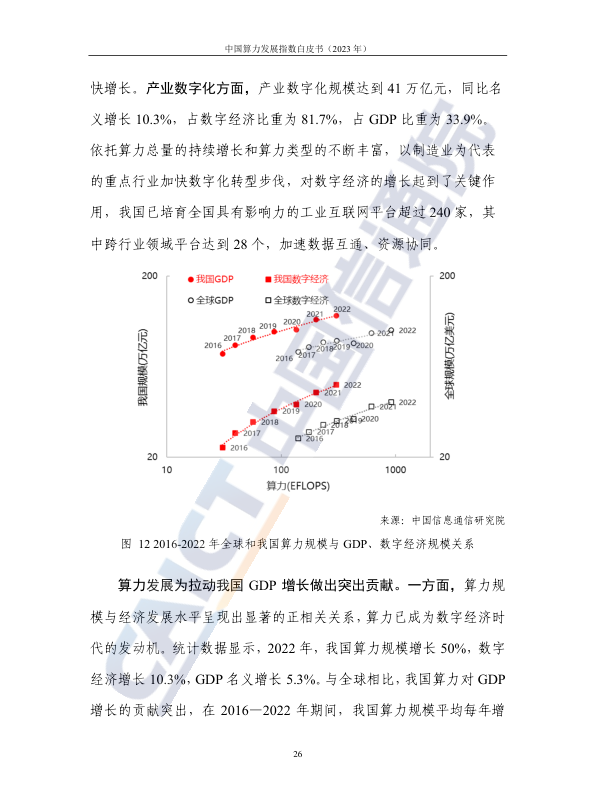 中国算力发展指数白皮书（2023 年）
快增长。产业数字化方面，产业数字化规模达到 41 万亿元，同比名
义增长 10.3%，占数字经济比重为 81.7%，占 GDP 比重为 33.9%。
依托算力总量的持续增长和算力类型的不断丰富，以制造业为代表
的重点行业加快数字化转型步伐，对数字经济的增长起到了关键作
用，我国已培育全国具有影响力的工业互联网平台超过 240 家，其
中跨行业领域平台达到 28 个，加速数据互通、资源协同。
200
我国GDP
我国数字经济
200
全球GDP
全球数字经济
2016
2017
2018
2019
2020
2021
2022
2016
2017
2018
2019
2020
2021
2022
2016
2017
2018
2019
2020
2021
2022
2016
2017
2018
2019
2020
2021
2022
我国规模(万亿元)
全球规模(万亿美元)
20
20
10
100
1000
算力(EFLOPS)
来源：中国信息通信研究院
图 12 2016-2022 年全球和我国算力规模与 GDP、数字经济规模关系
算力发展为拉动我国 GDP 增长做出突出贡献。一方面，算力规
模与经济发展水平呈现出显著的正相关关系，算力已成为数字经济时
代的发动机。统计数据显示，2022 年，我国算力规模增长 50%，数字
经济增长 10.3%，GDP 名义增长 5.3%。与全球相比，我国算力对 GDP
增长的贡献突出，在 2016—2022 年期间，我国算力规模平均每年增
26
CAICT 中国信通院